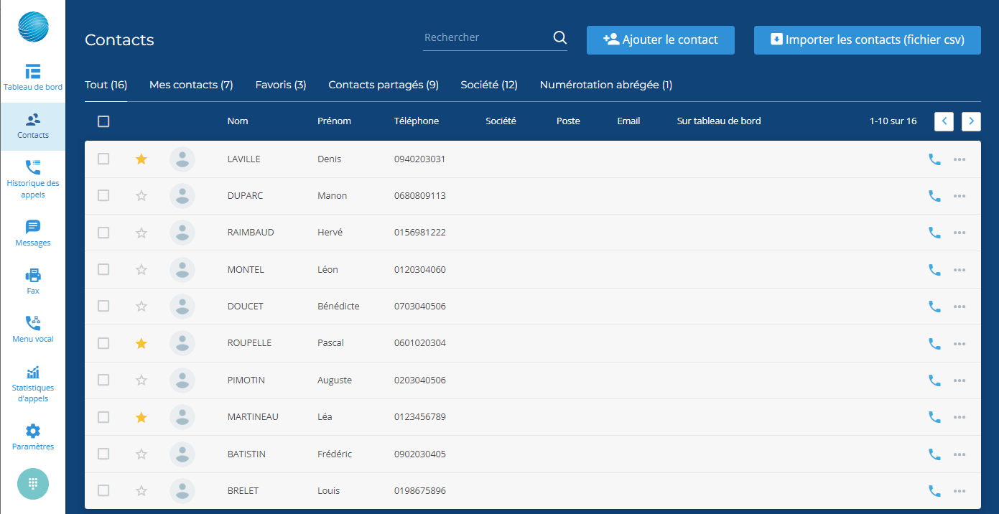 Contacts
Rechercher
Ajouter le contact
Importer les contacts (fichier csv)
Tableau de bord
Contacts
Historique des
appels
Messages
Fax
Menu vocal
Statistiques
d'appels
Paramètres
Tout (16) Mes contacts (7) Favoris (3) Contacts partagés (9) Société (12) Numérotation abrégée (1)
Nom Prénom Téléphone Société Poste Email Sur tableau de bord 1-10 sur 16
LAVILLE Denis 0940203031
DUPARC Manon 0680809113
RAIMBAUD Hervé 0156981222
MONTEL Léon 0120304060
DOUCET Bénédicte 0703040506
ROUPELLE Pascal 0601020304
PIMOTIN Auguste 0203040506
MARTINEAU Léa 0123456789
BATISTIN Frédéric 0902030405
BRELET Louis 0198675896